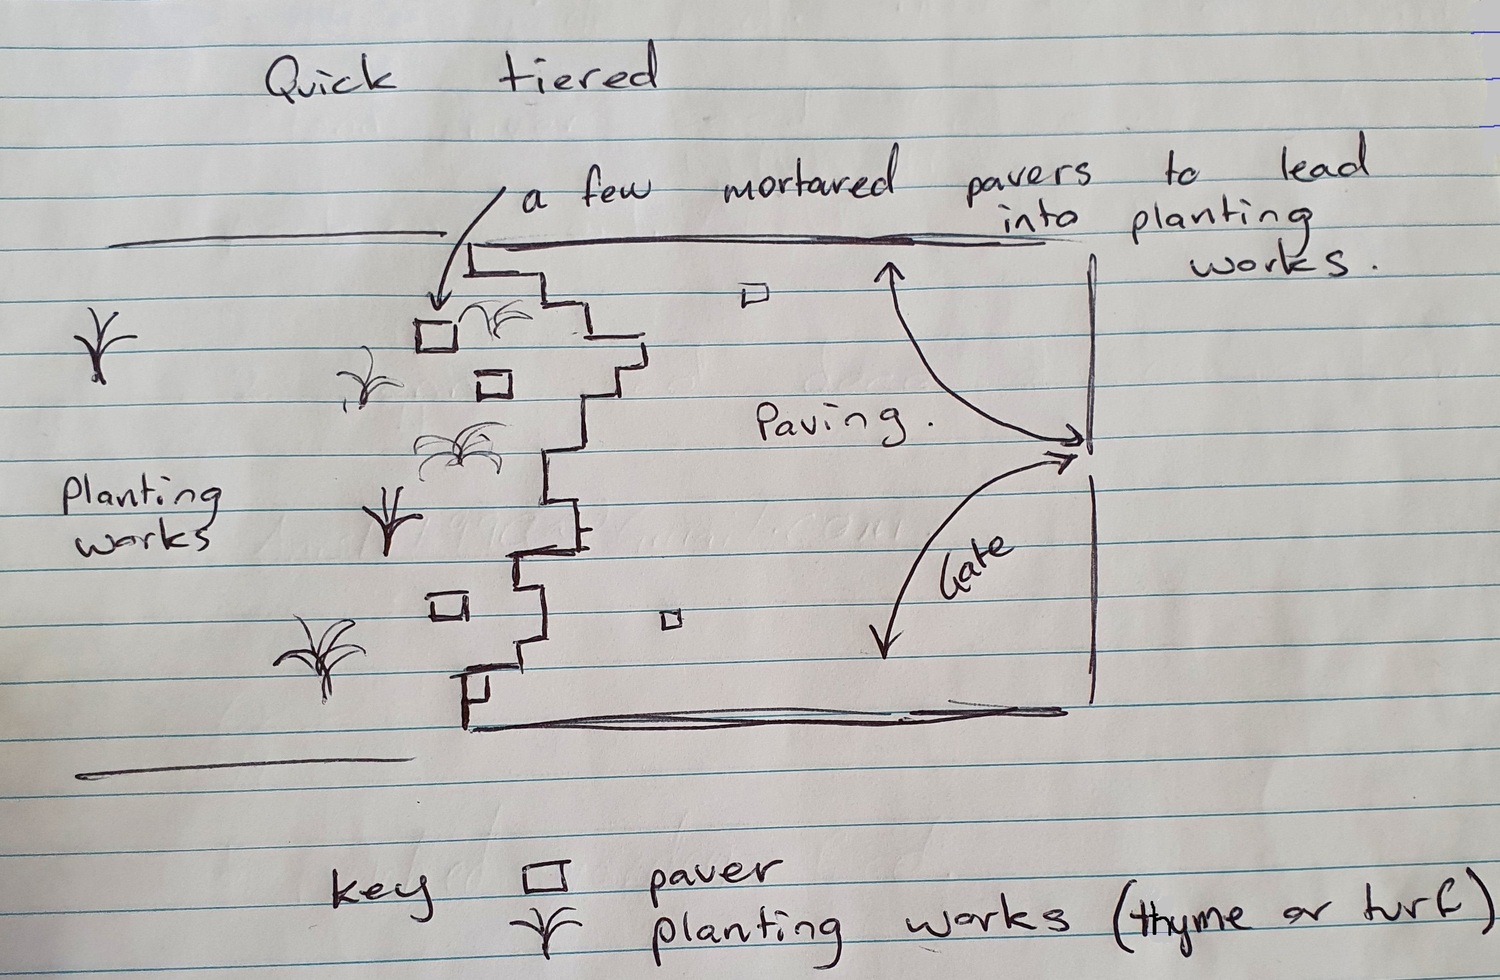 Quick tiered
a few mortared pavers to lead
into planting
works.
Paving.
Planting
works
Gate
key paver
planting works (thyme or turf)